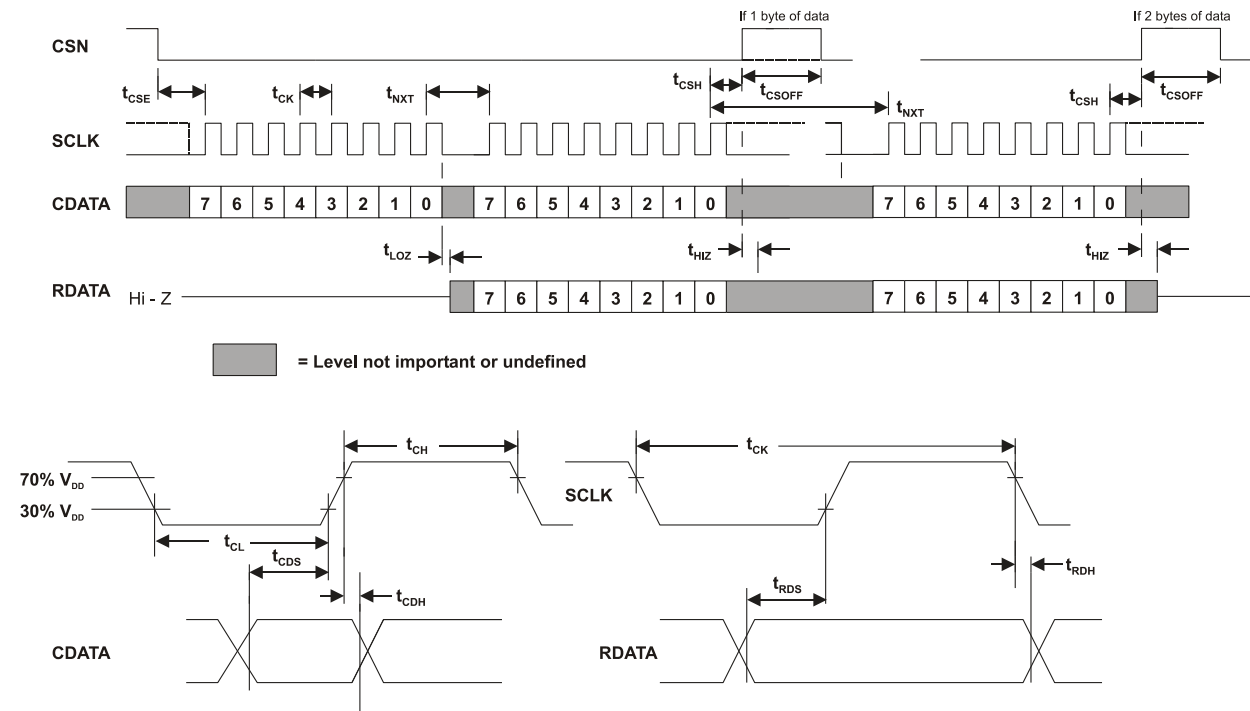 If 1 byte of data If 2 bytes of data
CSN
tCSE tCK tNXT tCSH tCSOFF tNXT tCSH tCSOFF
SCLK
CDATA 7 6 5 4 3 2 1 0 7 6 5 4 3 2 1 0 7 6 5 4 3 2 1 0
tLOZ tHIZ tHIZ
RDATA Hi - Z 7 6 5 4 3 2 1 0 7 6 5 4 3 2 1 0
= Level not important or undefined
tCH tCK
70% VDD
SCLK
30% VDD
tCL
tCDS
tRDH
tRDS
tCDH
CDATA RDATA